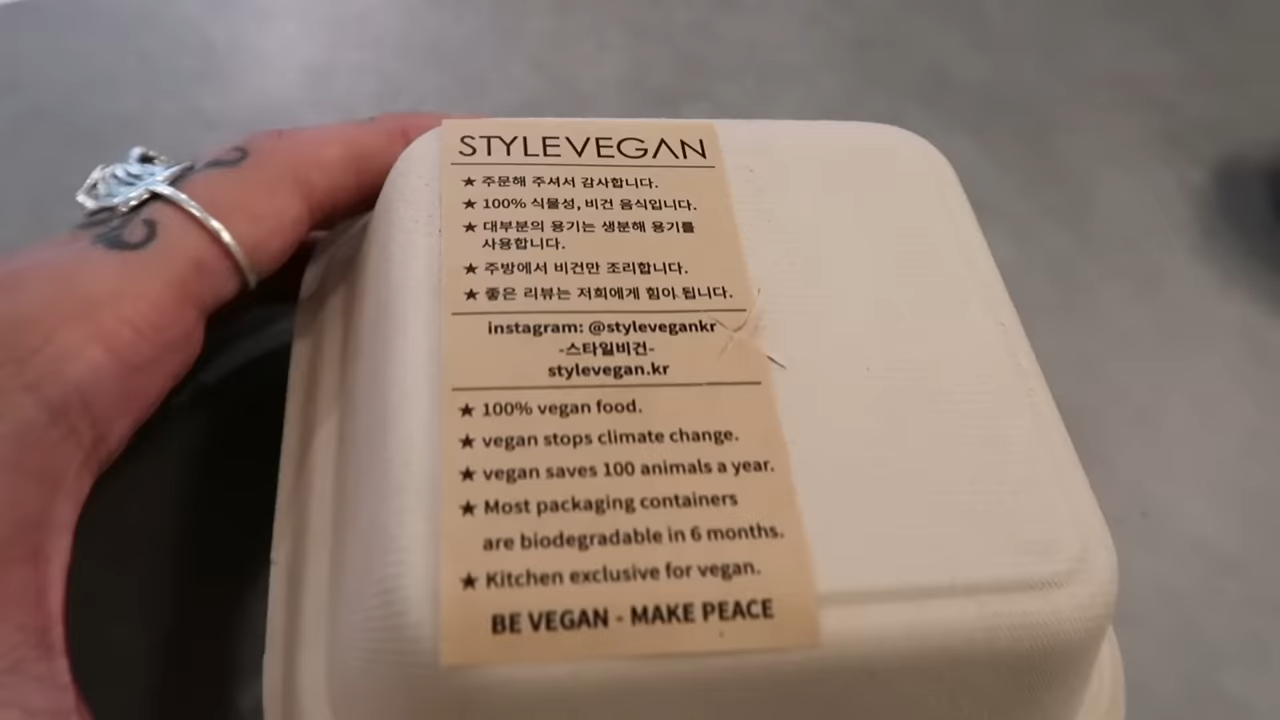 STYLEVEGAN
★ 주문해 주셔서 감사합니다.
★ 100% 식물성, 비건 음식입니다.
★ 대부분의 용기는 생분해 용기를
사용합니다.
★ 주방에서 비건만 조리합니다.
★ 좋은 리뷰는 저희에게 힘이 됩니다.
instagram: @stylevegankr
-스타일비건-
stylevegan.kr
★ 100% vegan food.
★ vegan stops climate change.
★ vegan saves 100 animals a year.
★ Most packaging containers
are biodegradable in 6 months.
★ Kitchen exclusive for vegan.
BE VEGAN - MAKE PEACE